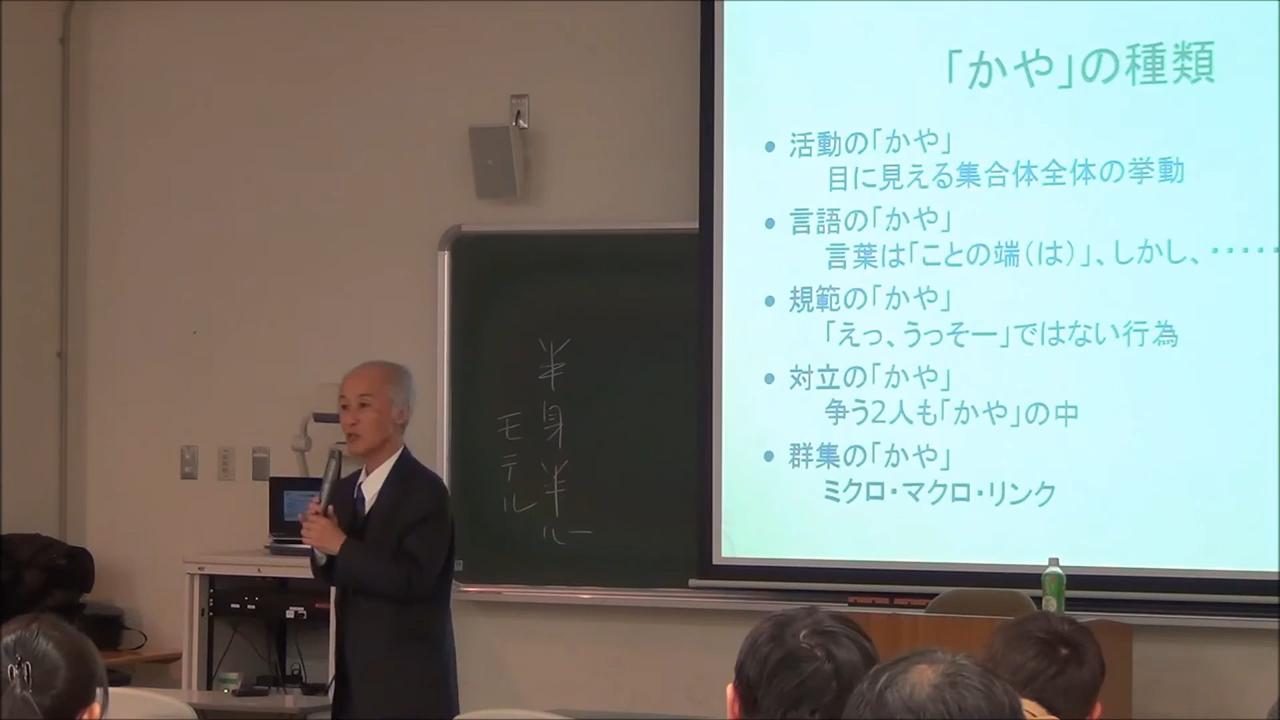 「かや」の種類
• 活動の「かや」
目に見える集合体全体の挙動
• 言語の「かや」
言葉は「ことの端(は)」、しかし、・・・・・
• 規範の「かや」
「えっ、うっそー」ではない行為
• 対立の「かや」
争う2人も「かや」の中
• 群集の「かや」
ミクロ・マクロ・リンク
半身半ルー
モデル